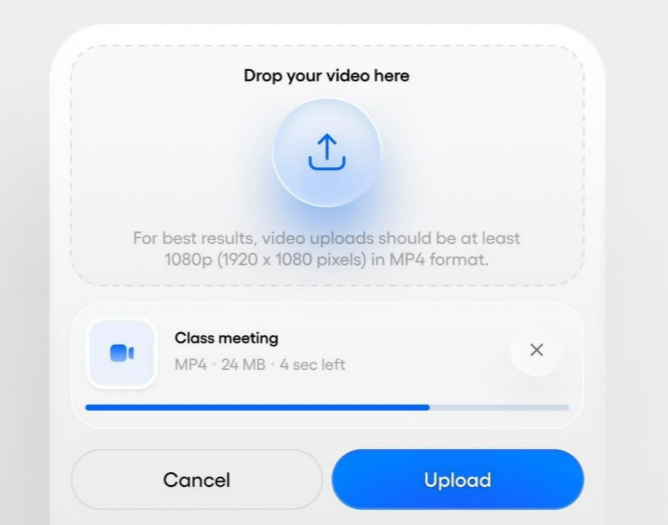 Drop your video here
For best results, video uploads should be at least
1080p (1920 x 1080 pixels) in MP4 format.
Class meeting
MP4 · 24 MB · 4 sec left
Cancel
Upload